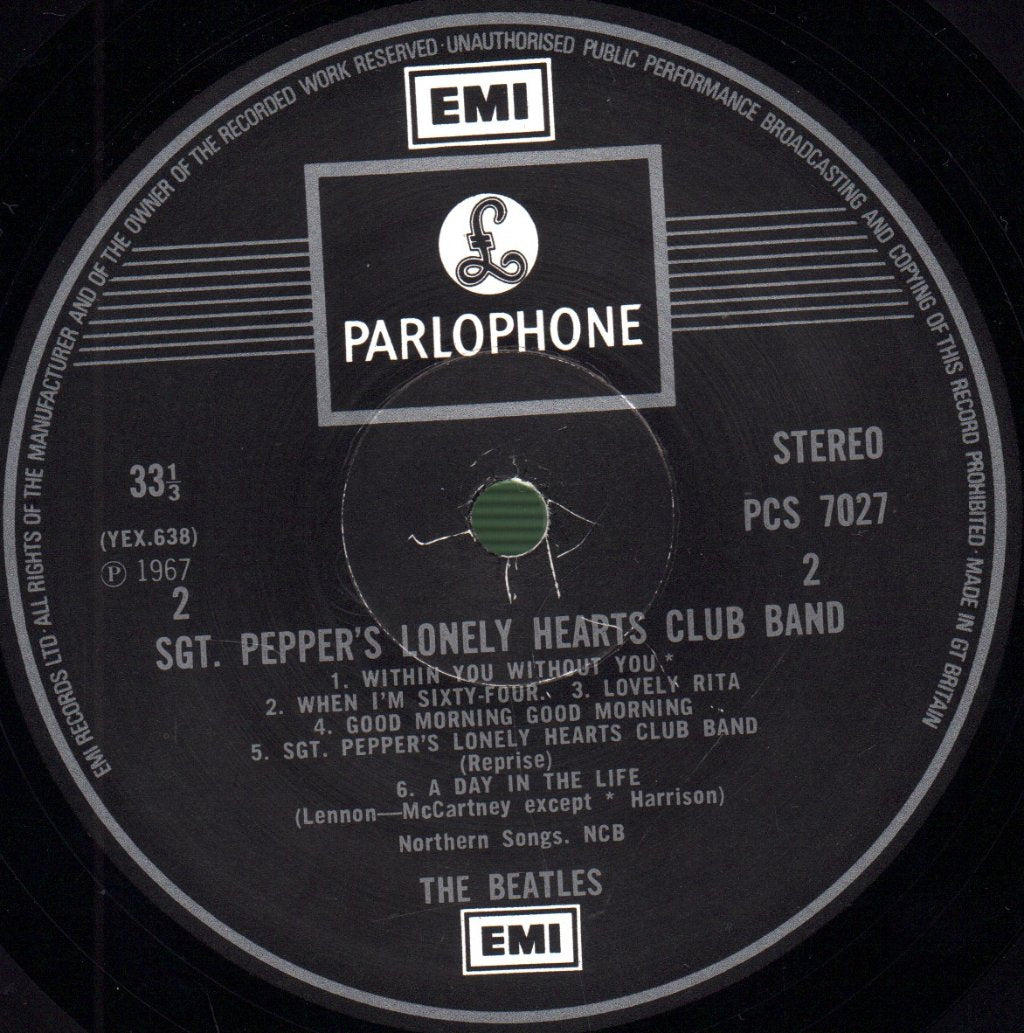 EMI RECORDS LTD·ALL RIGHTS OF THE MANUFACTURER AND OF THE OWNER OF THE RECORDED WORK RESERVED·UNAUTHORISED PUBLIC PERFORMANCE BROADCASTING AND COPYING OF THIS RECORD PROHIBITED·MADE IN GT BRITAIN
EMI
£
PARLOPHONE
STEREO
33⅓
PCS 7027
(YEX.638)
Ⓟ 1967
2
2
SGT. PEPPER'S LONELY HEARTS CLUB BAND
1. WITHIN YOU WITHOUT YOU*
2. WHEN I'M SIXTY-FOUR. 3. LOVELY RITA
4. GOOD MORNING GOOD MORNING
5. SGT. PEPPER'S LONELY HEARTS CLUB BAND
(Reprise)
6. A DAY IN THE LIFE
(Lennon—McCartney except * Harrison)
Northern Songs. NCB
THE BEATLES
EMI